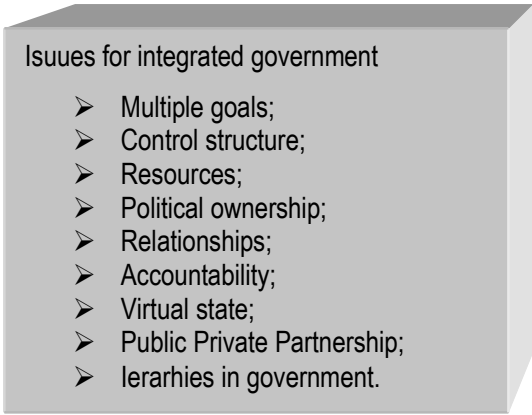 Isuues for integrated government
➢ Multiple goals;
➢ Control structure;
➢ Resources;
➢ Political ownership;
➢ Relationships;
➢ Accountability;
➢ Virtual state;
➢ Public Private Partnership;
➢ Ierarhies in government.